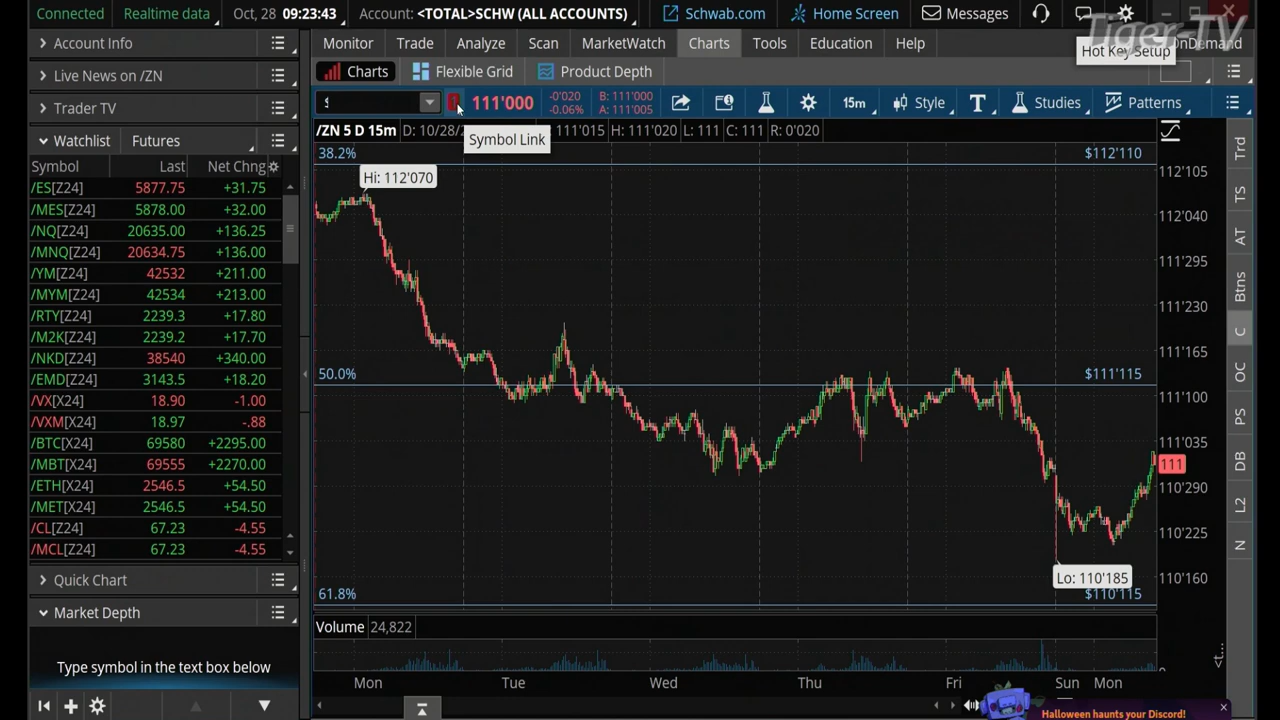 Connected Realtime data Oct, 28 09:23:43 Account: <TOTAL>SCHW (ALL ACCOUNTS) Schwab.com Home Screen Messages
Tiger-TV
OnDemand
Hot Key Setup
Account Info
Live News on /ZN
Trader TV
Watchlist Futures
Symbol Last Net Chng
/ES[Z24] 5877.75 +31.75
/MES[Z24] 5878.00 +32.00
/NQ[Z24] 20635.00 +136.25
/MNQ[Z24] 20634.75 +136.00
/YM[Z24] 42532 +211.00
/MYM[Z24] 42534 +213.00
/RTY[Z24] 2239.3 +17.80
/M2K[Z24] 2239.2 +17.70
/NKD[Z24] 38540 +340.00
/EMD[Z24] 3143.5 +18.20
/VX[X24] 18.90 -1.00
/VXM[X24] 18.97 -.88
/BTC[X24] 69580 +2295.00
/MBT[X24] 69555 +2270.00
/ETH[X24] 2546.5 +54.50
/MET[X24] 2546.5 +54.50
/CL[Z24] 67.23 -4.55
/MCL[Z24] 67.23 -4.55
Quick Chart
Market Depth
Type symbol in the text box below
Monitor Trade Analyze Scan MarketWatch Charts Tools Education Help
Charts Flexible Grid Product Depth
111'000 -0'020 B: 111'000
-0.06% A: 111'005
15m Style T Studies Patterns
Symbol Link
/ZN 5 D 15m D: 10/28/ 111'015 H: 111'020 L: 111 C: 111 R: 0'020
38.2% $112'110
Hi: 112'070
50.0% $111'115
Lo: 110'185
61.8% $110'115
112'105
112'040
111'295
111'230
111'165
111'100
111'035
111
110'290
110'225
110'160
Volume 24,822
0
<t...
Mon Tue Wed Thu Fri Sun Mon
Halloween haunts your Discord!
Trd
TS
AT
Btns
C
OC
PS
DB
L2
N